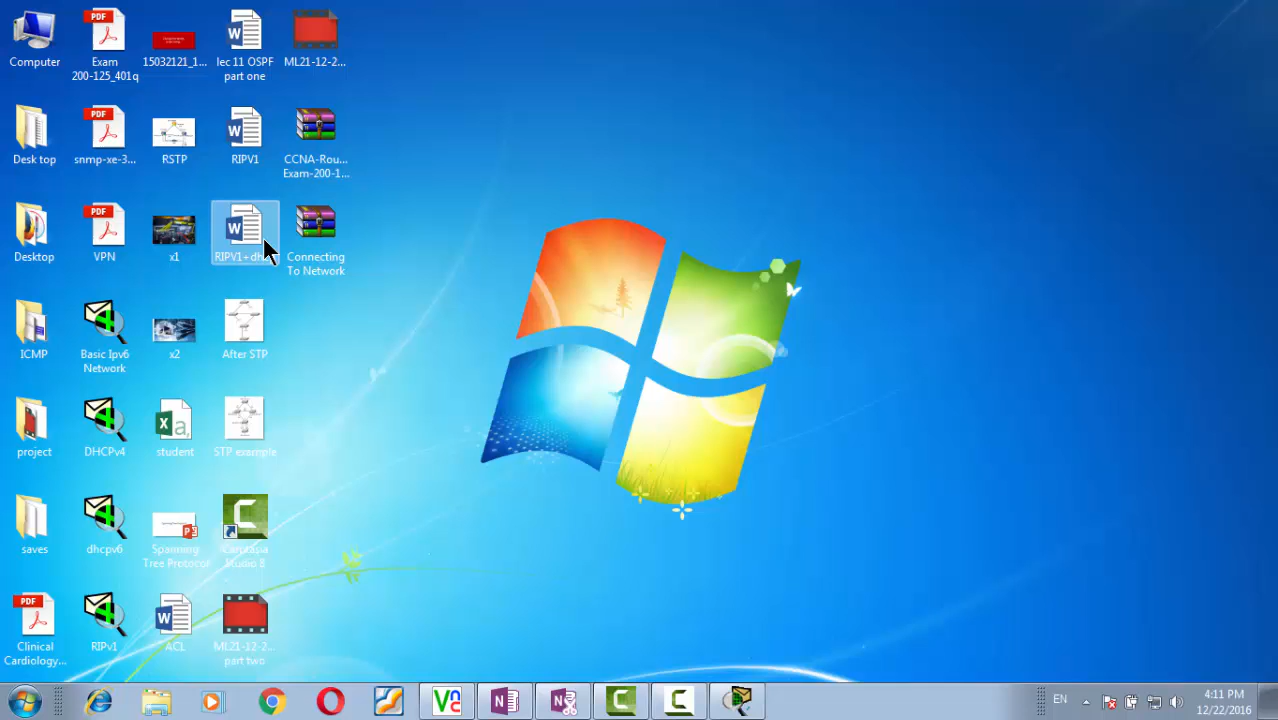 Computer
Exam
200-125_401q
15032121_1...
lec 11 OSPF
part one
ML21-12-2...
Desk top
snmp-xe-3...
RSTP
RIPV1
CCNA-Rou...
Exam-200-1...
Desktop
VPN
x1
RIPV1+dh
Connecting
To Network
ICMP
Basic Ipv6
Network
x2
After STP
project
DHCPv4
student
STP example
saves
dhcpv6
Spanning
Tree Protocol
Camtasia
Studio 8
Clinical
Cardiology...
RIPv1
ACL
ML21-12-2...
part two
EN
4:11 PM
12/22/2016